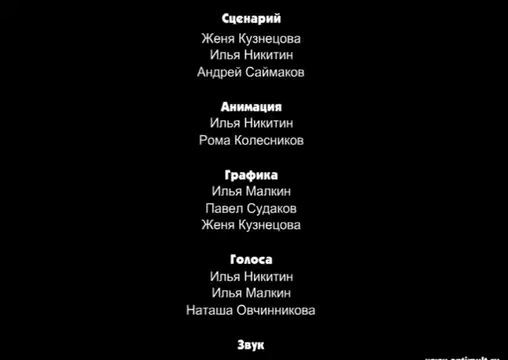 Сценарий
Женя Кузнецова
Илья Никитин
Андрей Саймаков
Анимация
Илья Никитин
Рома Колесников
Графика
Илья Малкин
Павел Судаков
Женя Кузнецова
Голоса
Илья Никитин
Илья Малкин
Наташа Овчинникова
Звук